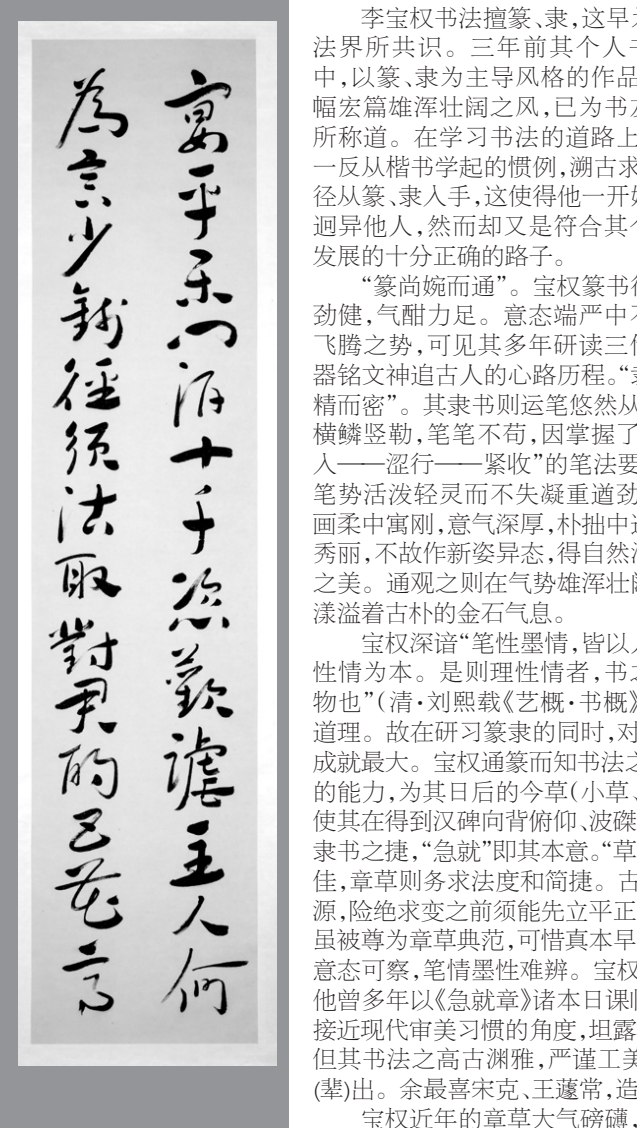 宴平乐鬥酒十千恣歡謔主人何
為言少錢徑須沽取對君酌
李宝权书法擅篆、隶,这早
法界所共识。三年前其个人
中,以篆、隶为主导风格的作品
幅宏篇雄浑壮阔之风,已为书
所称道。在学习书法的道路上
一反从楷书学起的惯例,溯古求
径从篆、隶入手,这使得他一开
迥异他人,然而却又是符合其
发展的十分正确的路子。
“篆尚婉而通”。宝权篆书
劲健,气酣力足。意态端严中
飞腾之势,可见其多年研读三
器铭文神追古人的心路历程。“
精而密”。其隶书则运笔悠然从
横鳞竖勒,笔笔不苟,因掌握了
入——涩行——紧收”的笔法要
笔势活泼轻灵而不失凝重遒劲
画柔中寓刚,意气深厚,朴拙中
秀丽,不故作新姿异态,得自然
之美。通观之则在气势雄浑壮
漾溢着古朴的金石气息。
宝权深谙“笔性墨情,皆以
性情为本。是则理性情者,书
物也”(清·刘熙载《艺概·书概》
道理。故在研习篆隶的同时,对
成就最大。宝权通篆而知书法
的能力,为其日后的今草(小草、
使其在得到汉碑向背俯仰、波磔
隶书之捷,“急就”即其本意。“草
佳,章草则务求法度和简捷。古
源,险绝求变之前须能先立平正
虽被尊为章草典范,可惜真本早
意态可察,笔情墨性难辨。宝权
他曾多年以《急就章》诸本日课
接近现代审美习惯的角度,坦露
但其书法之高古渊雅,严谨工美
(辈)出。余最喜宋克、王蘧常,造
宝权近年的章草大气磅礴,